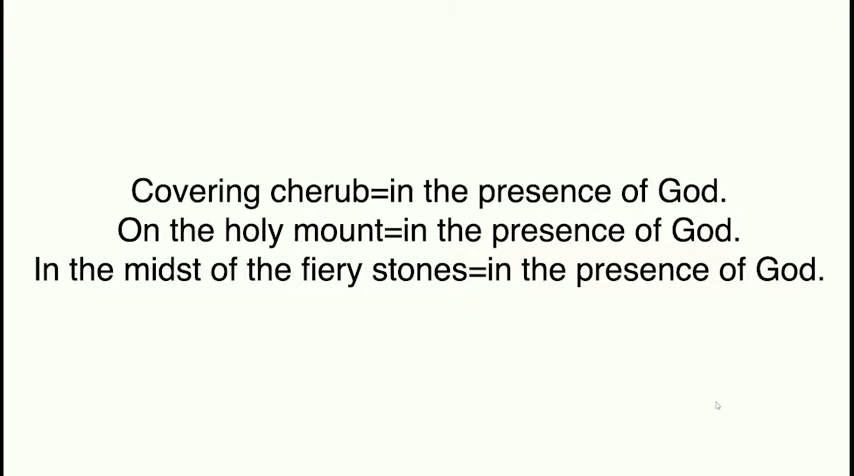 Covering cherub=in the presence of God.
On the holy mount=in the presence of God.
In the midst of the fiery stones=in the presence of God.